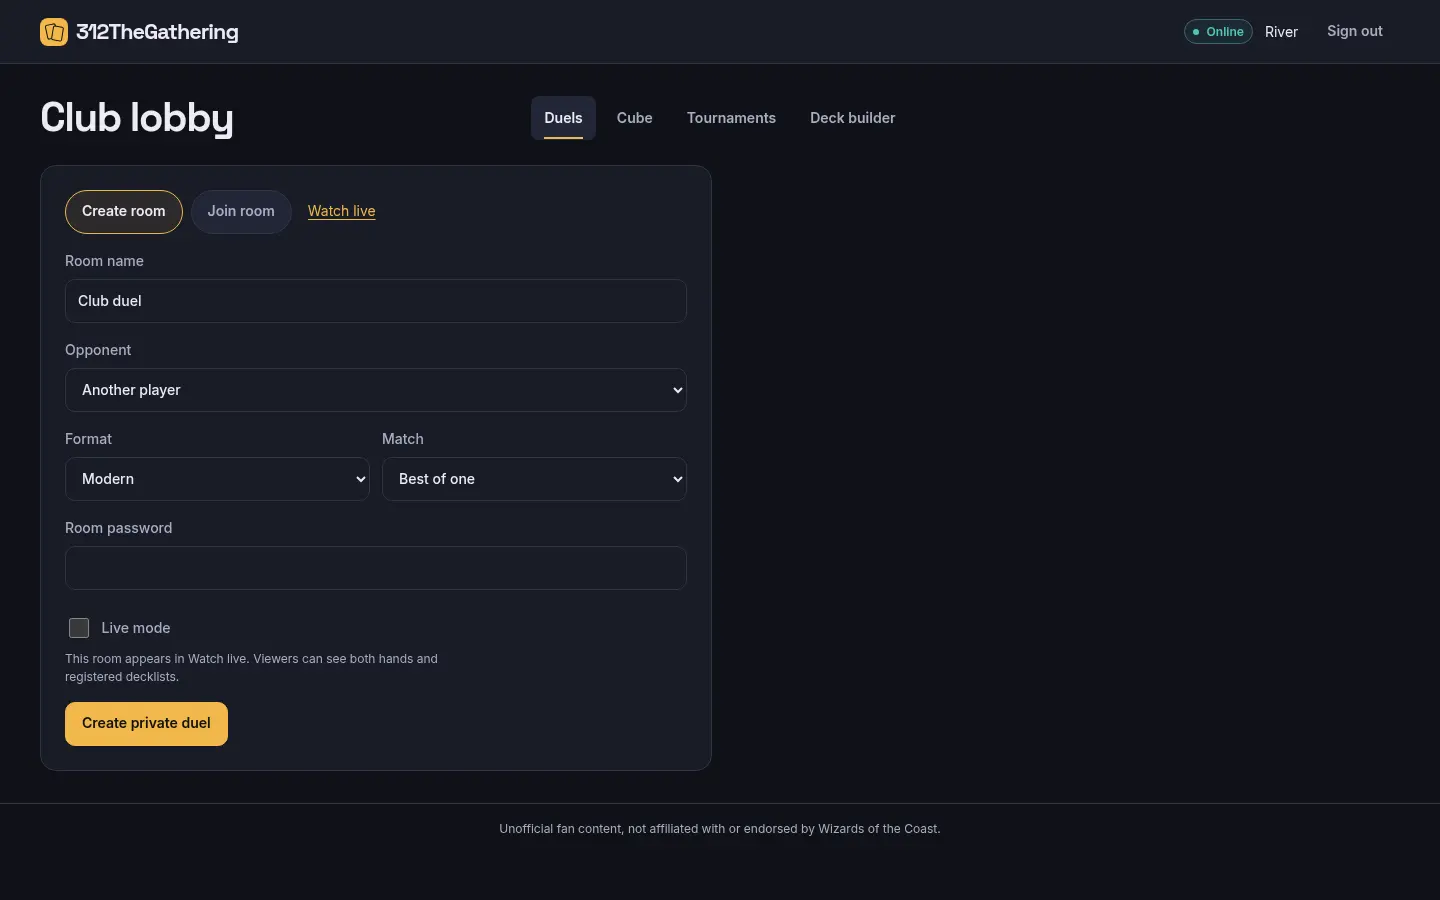 312TheGathering
Online
River
Sign out
Club lobby
Duels
Cube
Tournaments
Deck builder
Create room
Join room
Watch live
Room name
Club duel
Opponent
Another player
Format
Match
Modern
Best of one
Room password
Live mode
This room appears in Watch live. Viewers can see both hands and
registered decklists.
Create private duel
Unofficial fan content, not affiliated with or endorsed by Wizards of the Coast.